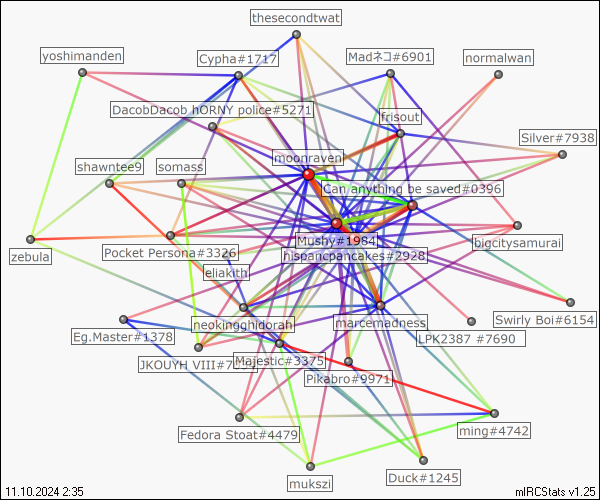 thesecondtwat
yoshimanden
Cypha#1717
Madネコ#6901
normalwan
DacobDacob hORNY police#5271
frisout
Silver#7938
moonraven
shawntee9
somass
Can anything be saved#0396
Mushy#1984
bigcitysamurai
zebula
Pocket Persona#3326
hispancpancakes#2928
eliakith
neokingghidorah
marcemadness
Swirly Boi#6154
Eg.Master#1378
LPK2387 #7690
JKOUYH VIII#7
Majestic#3375
Pikabro#9971
Fedora Stoat#4479
ming#4742
mukszi
Duck#1245
11.10.2024 2:35
mIRCStats v1.25